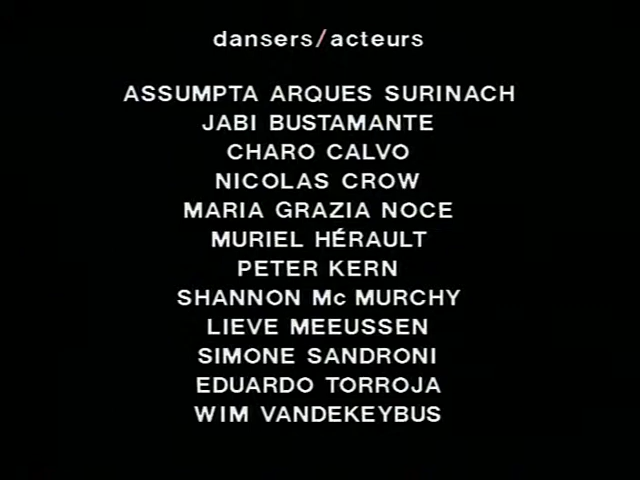 dansers/acteurs
ASSUMPTA ARQUES SURINACH
JABI BUSTAMANTE
CHARO CALVO
NICOLAS CROW
MARIA GRAZIA NOCE
MURIEL HÉRAULT
PETER KERN
SHANNON Mc MURCHY
LIEVE MEEUSSEN
SIMONE SANDRONI
EDUARDO TORROJA
WIM VANDEKEYBUS